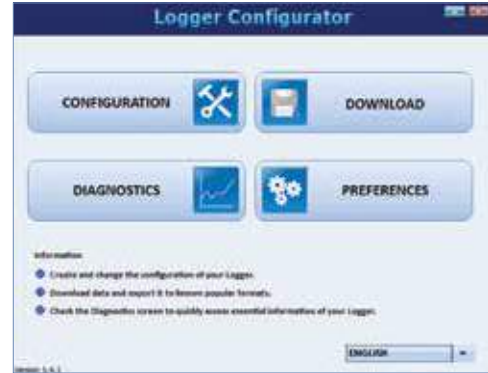 Logger Configurator
CONFIGURATION
DOWNLOAD
DIAGNOSTICS
PREFERENCES
Information
Create and change the configuration of your Logger.
Download data and export it to known popular formats.
Check the Diagnostics screen to quickly access essential information of your Logger.
ENGLISH